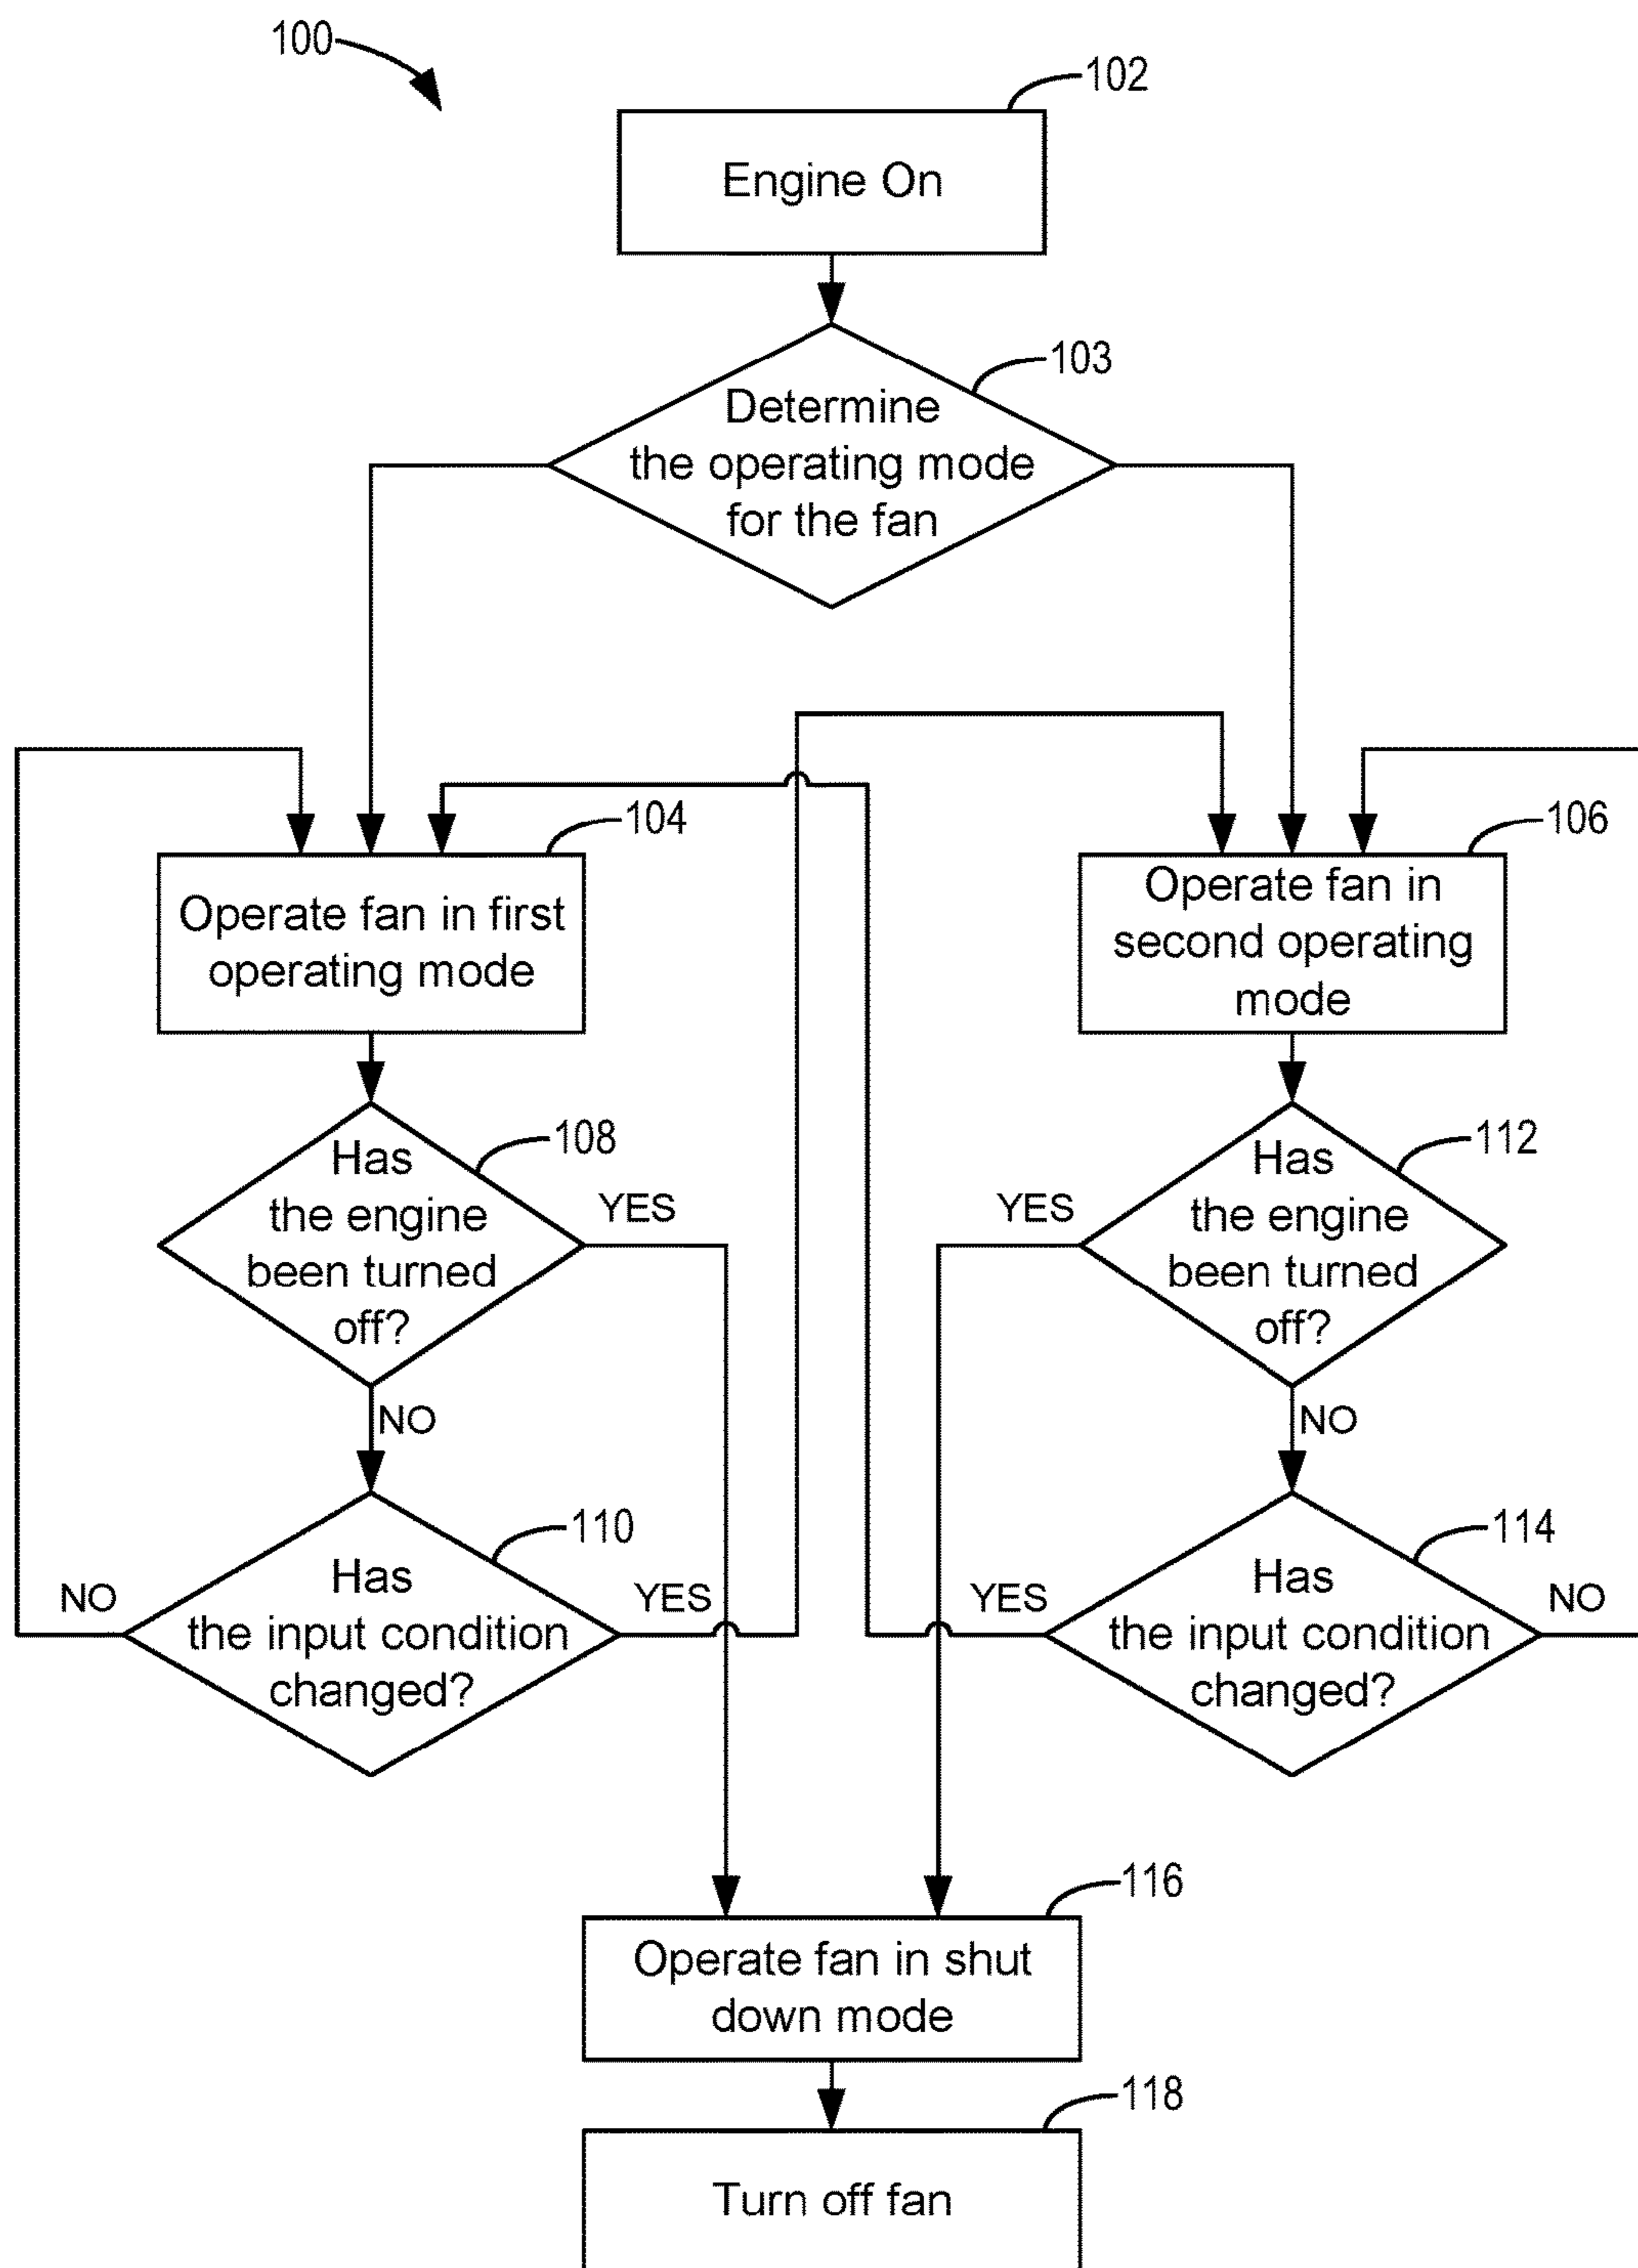 100
102
Engine On
103
Determine
the operating mode
for the fan
104
Operate fan in first
operating mode
106
Operate fan in
second operating
mode
108
Has
the engine
been turned
off?
YES
NO
112
Has
the engine
been turned
off?
YES
NO
110
Has
the input condition
changed?
NO
YES
114
Has
the input condition
changed?
YES
NO
116
Operate fan in shut
down mode
118
Turn off fan